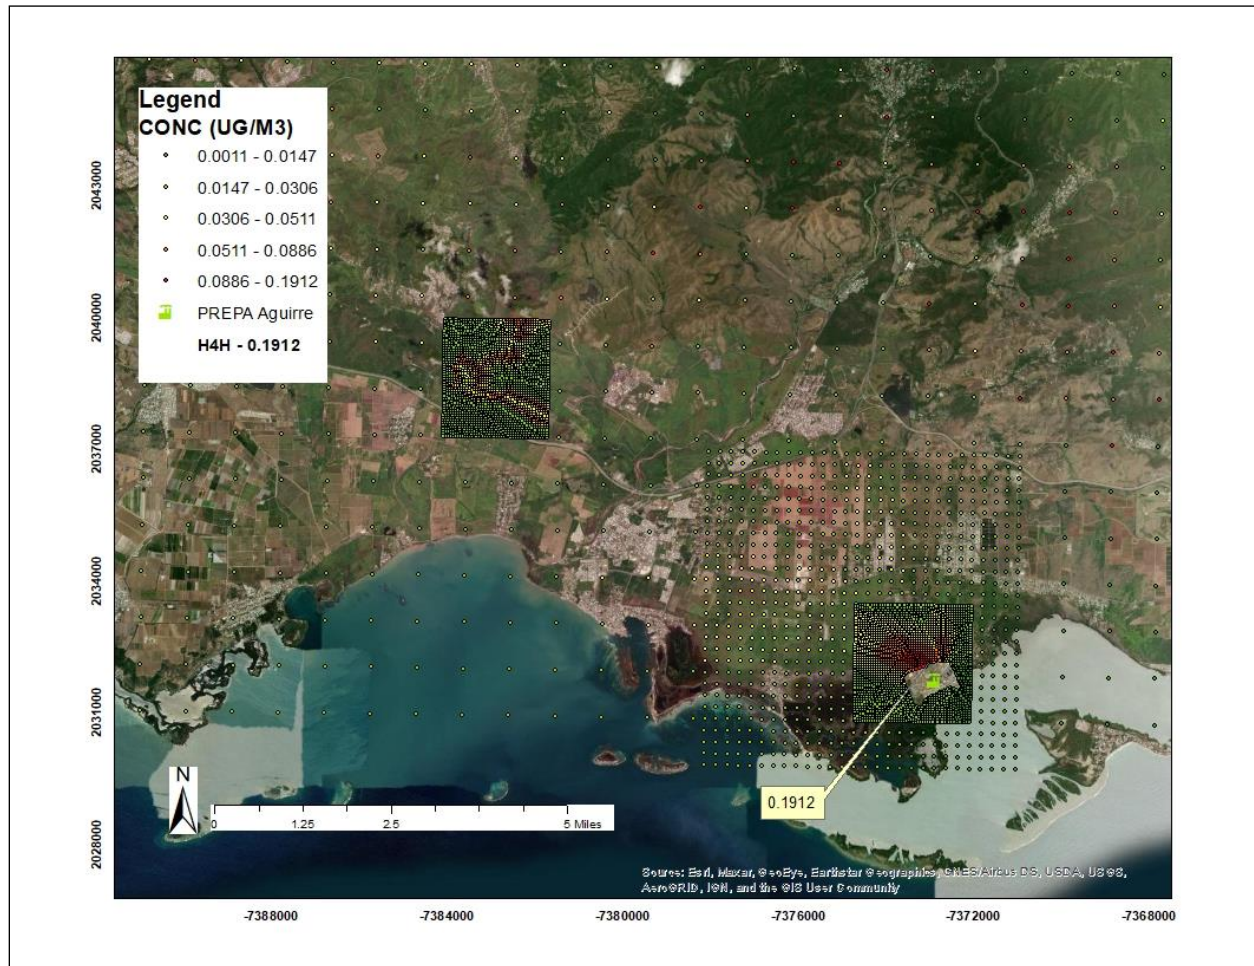 Legend
CONC (UG/M3)
0.0011 - 0.0147
0.0147 - 0.0306
0.0306 - 0.0511
0.0511 - 0.0886
0.0886 - 0.1912
PREPA Aguirre
H4H - 0.1912
2043000
2040000
2037000
2034000
2031000
2028000
0.1912
N
0 1.25 2.5 5 Miles
Source: Esri, Maxar, GeoEye, Earthstar Geographics, CNES/Airbus DS, USDA, USGS,
AeroGRID, IGN, and the GIS User Community
-7388000 -7384000 -7380000 -7376000 -7372000 -7368000